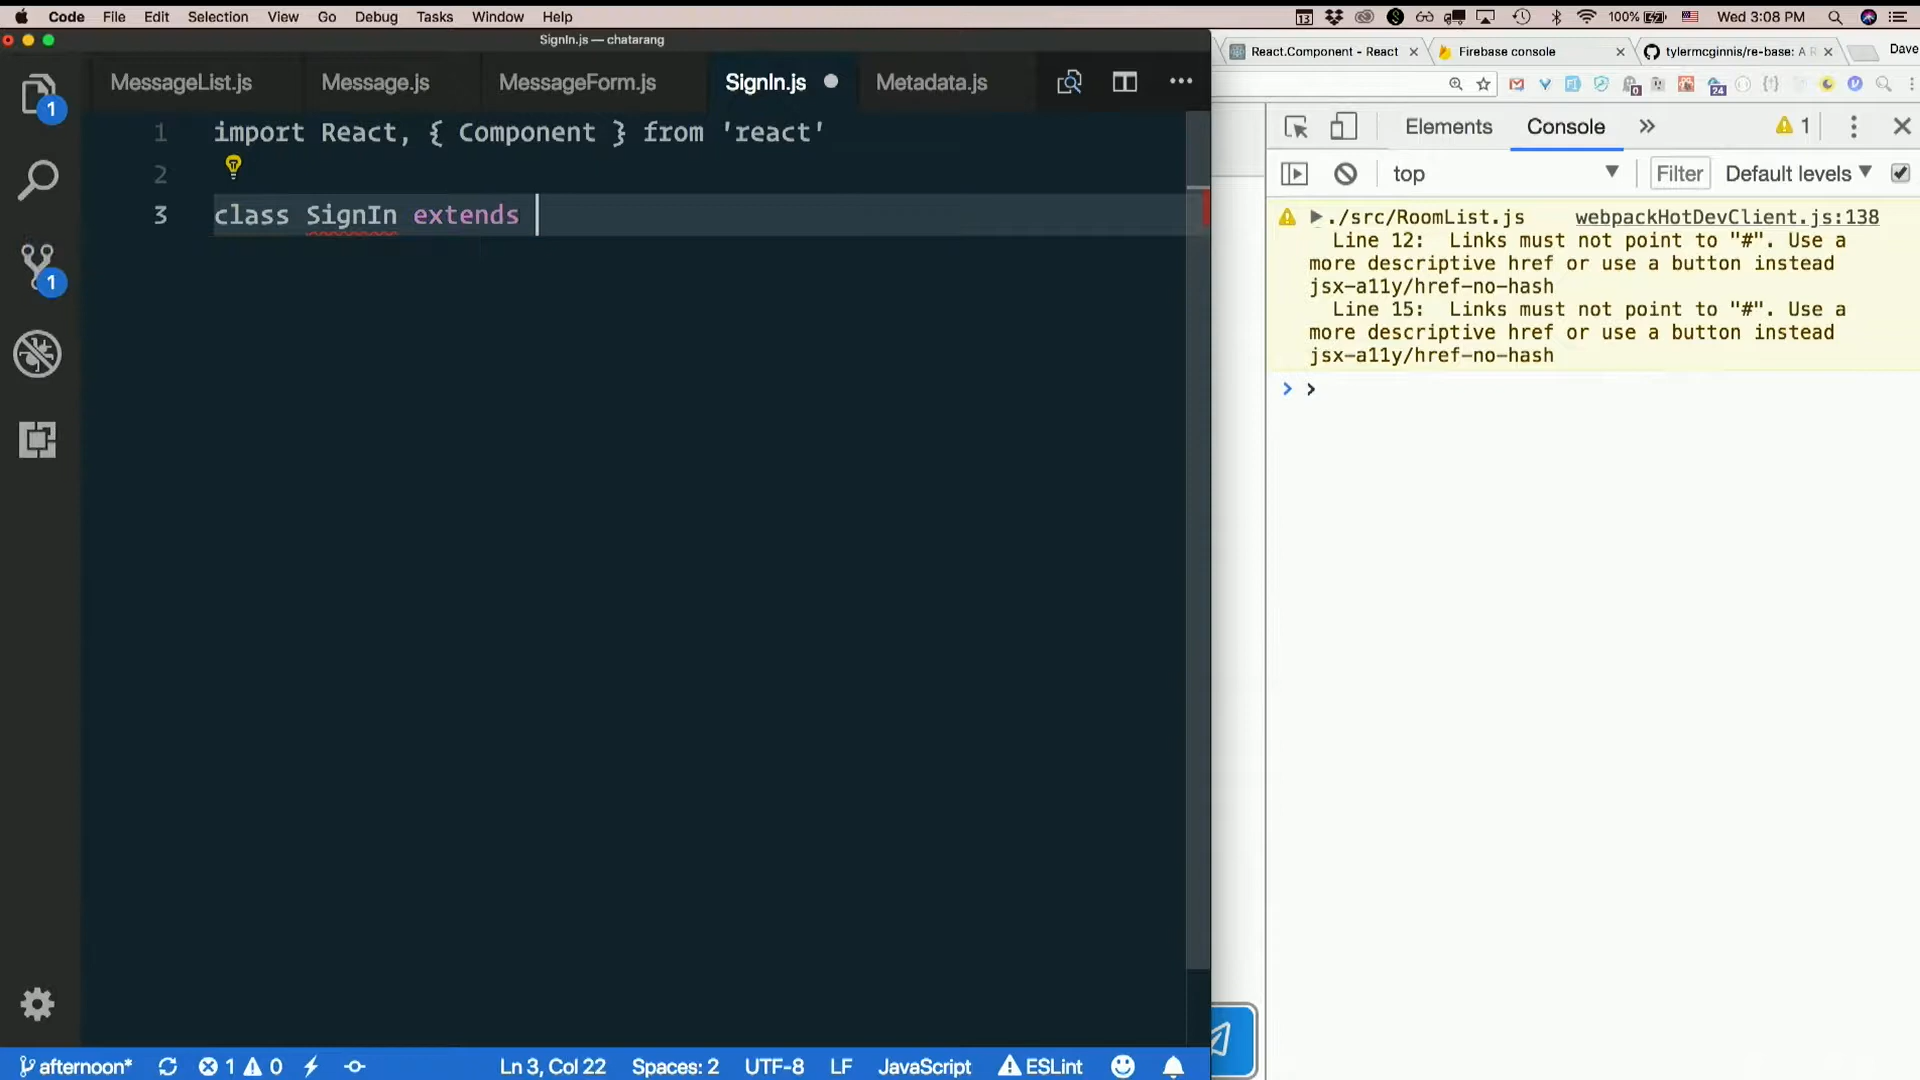 Code File Edit Selection View Go Debug Tasks Window Help 13 100% Wed 3:08 PM
SignIn.js — chatarang
React.Component - React Firebase console tylermcginnis/re-base: A R Dave
MessageList.js Message.js MessageForm.js SignIn.js Metadata.js
0 24
1
Elements Console 1
top Filter Default levels
1 import React, { Component } from 'react'
2
3 class SignIn extends
1
./src/RoomList.js webpackHotDevClient.js:138
Line 12: Links must not point to "#". Use a
more descriptive href or use a button instead
jsx-a11y/href-no-hash
Line 15: Links must not point to "#". Use a
more descriptive href or use a button instead
jsx-a11y/href-no-hash
afternoon* 1 0 Ln 3, Col 22 Spaces: 2 UTF-8 LF JavaScript ESLint